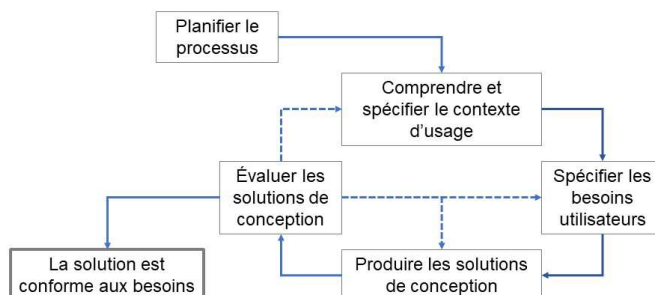 Planifier le
processus
Comprendre et
spécifier le contexte
d'usage
Évaluer les
solutions de
conception
Spécifier les
besoins
utilisateurs
La solution est
conforme aux besoins
Produire les solutions
de conception